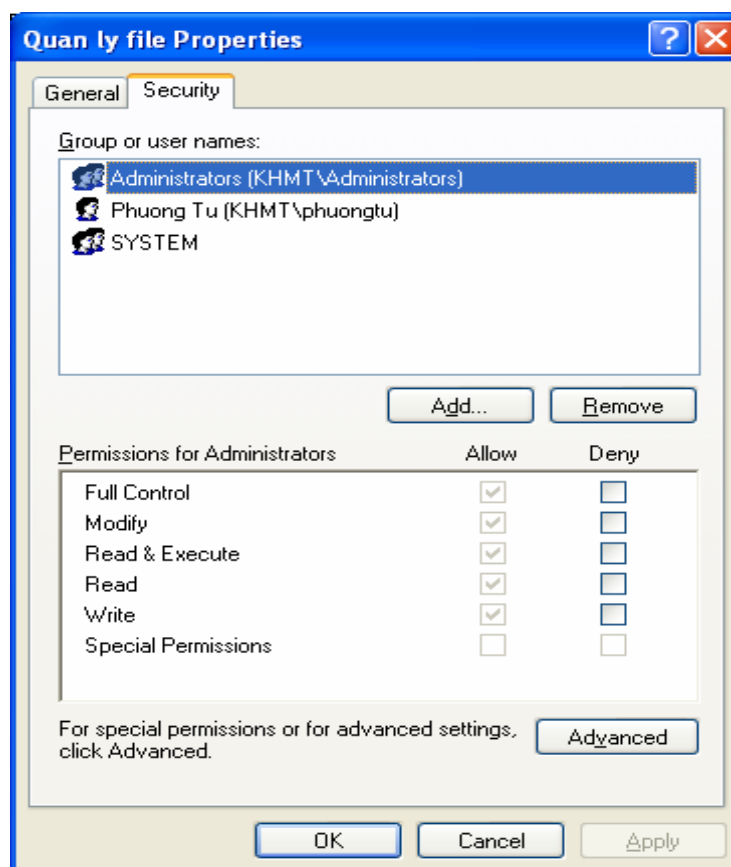 Quan ly file Properties
General Security
Group or user names:
Administrators (KHMT\Administrators)
Phuong Tu (KHMT\phuongtu)
SYSTEM
Add... Remove
Permissions for Administrators Allow Deny
Full Control
Modify
Read & Execute
Read
Write
Special Permissions
For special permissions or for advanced settings,
click Advanced.
Advanced
OK Cancel Apply